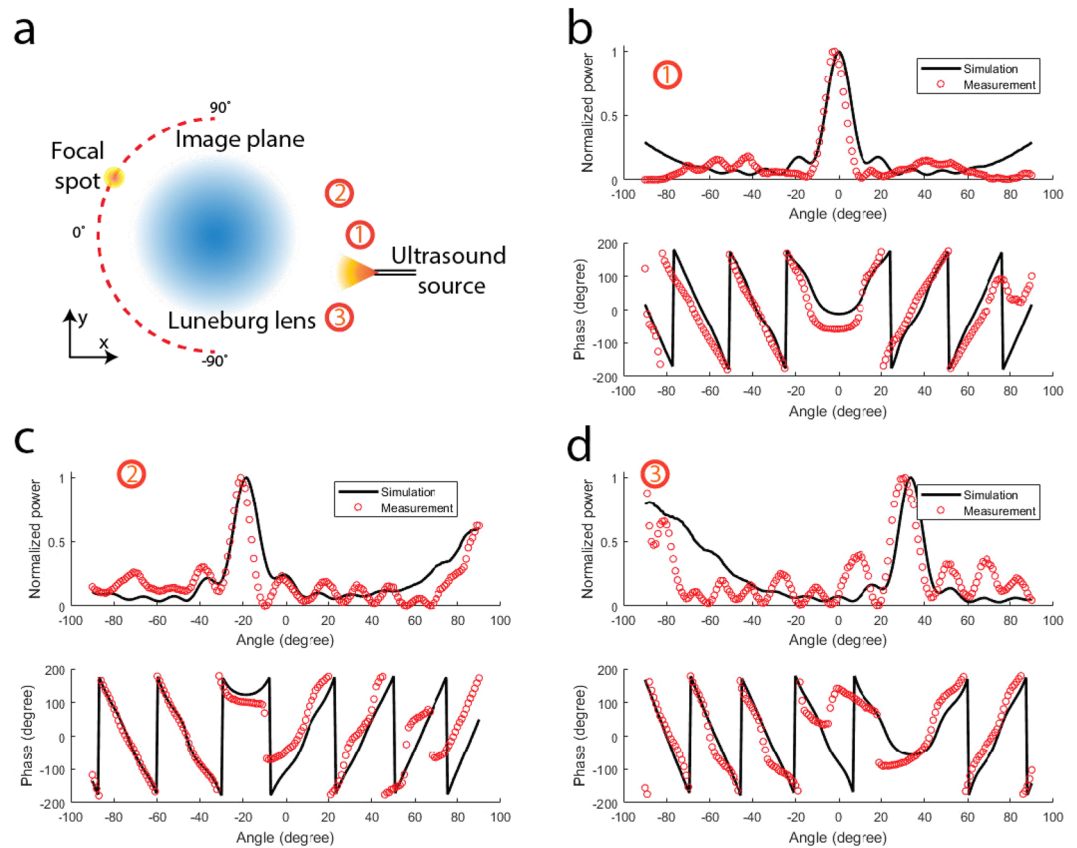 a
90°
Image plane
Focal
spot
2
0°
1
Ultrasound
source
Luneburg lens
3
y
x
-90°
b
1
Normalized power
1
0.5
0
Simulation
Measurement
-100 -80 -60 -40 -20 0 20 40 60 80 100
Angle (degree)
Phase (degree)
200
100
0
-100
-200
-100 -80 -60 -40 -20 0 20 40 60 80 100
Angle (degree)
c
2
Normalized power
1
0.5
0
Simulation
Measurement
-100 -80 -60 -40 -20 0 20 40 60 80 100
Angle (degree)
Phase (degree)
200
100
0
-100
-200
-100 -80 -60 -40 -20 0 20 40 60 80 100
Angle (degree)
d
3
Normalized power
1
0.5
0
Simulation
Measurement
-100 -80 -60 -40 -20 0 20 40 60 80 100
Angle (degree)
Phase (degree)
200
100
0
-100
-200
-100 -80 -60 -40 -20 0 20 40 60 80 100
Angle (degree)